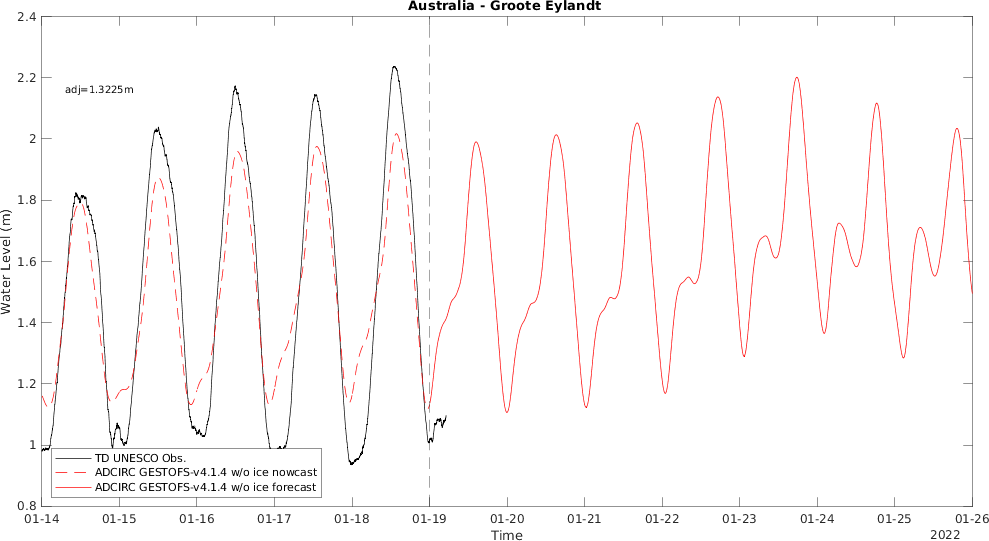 Australia - Groote Eylandt
2.4
2.2
2
1.8
1.6
1.4
1.2
1
0.8
Water Level (m)
adj=1.3225m
TD UNESCO Obs.
ADCIRC GESTOFS-v4.1.4 w/o ice nowcast
ADCIRC GESTOFS-v4.1.4 w/o ice forecast
01-14 01-15 01-16 01-17 01-18 01-19 01-20 01-21 01-22 01-23 01-24 01-25 01-26
Time
2022